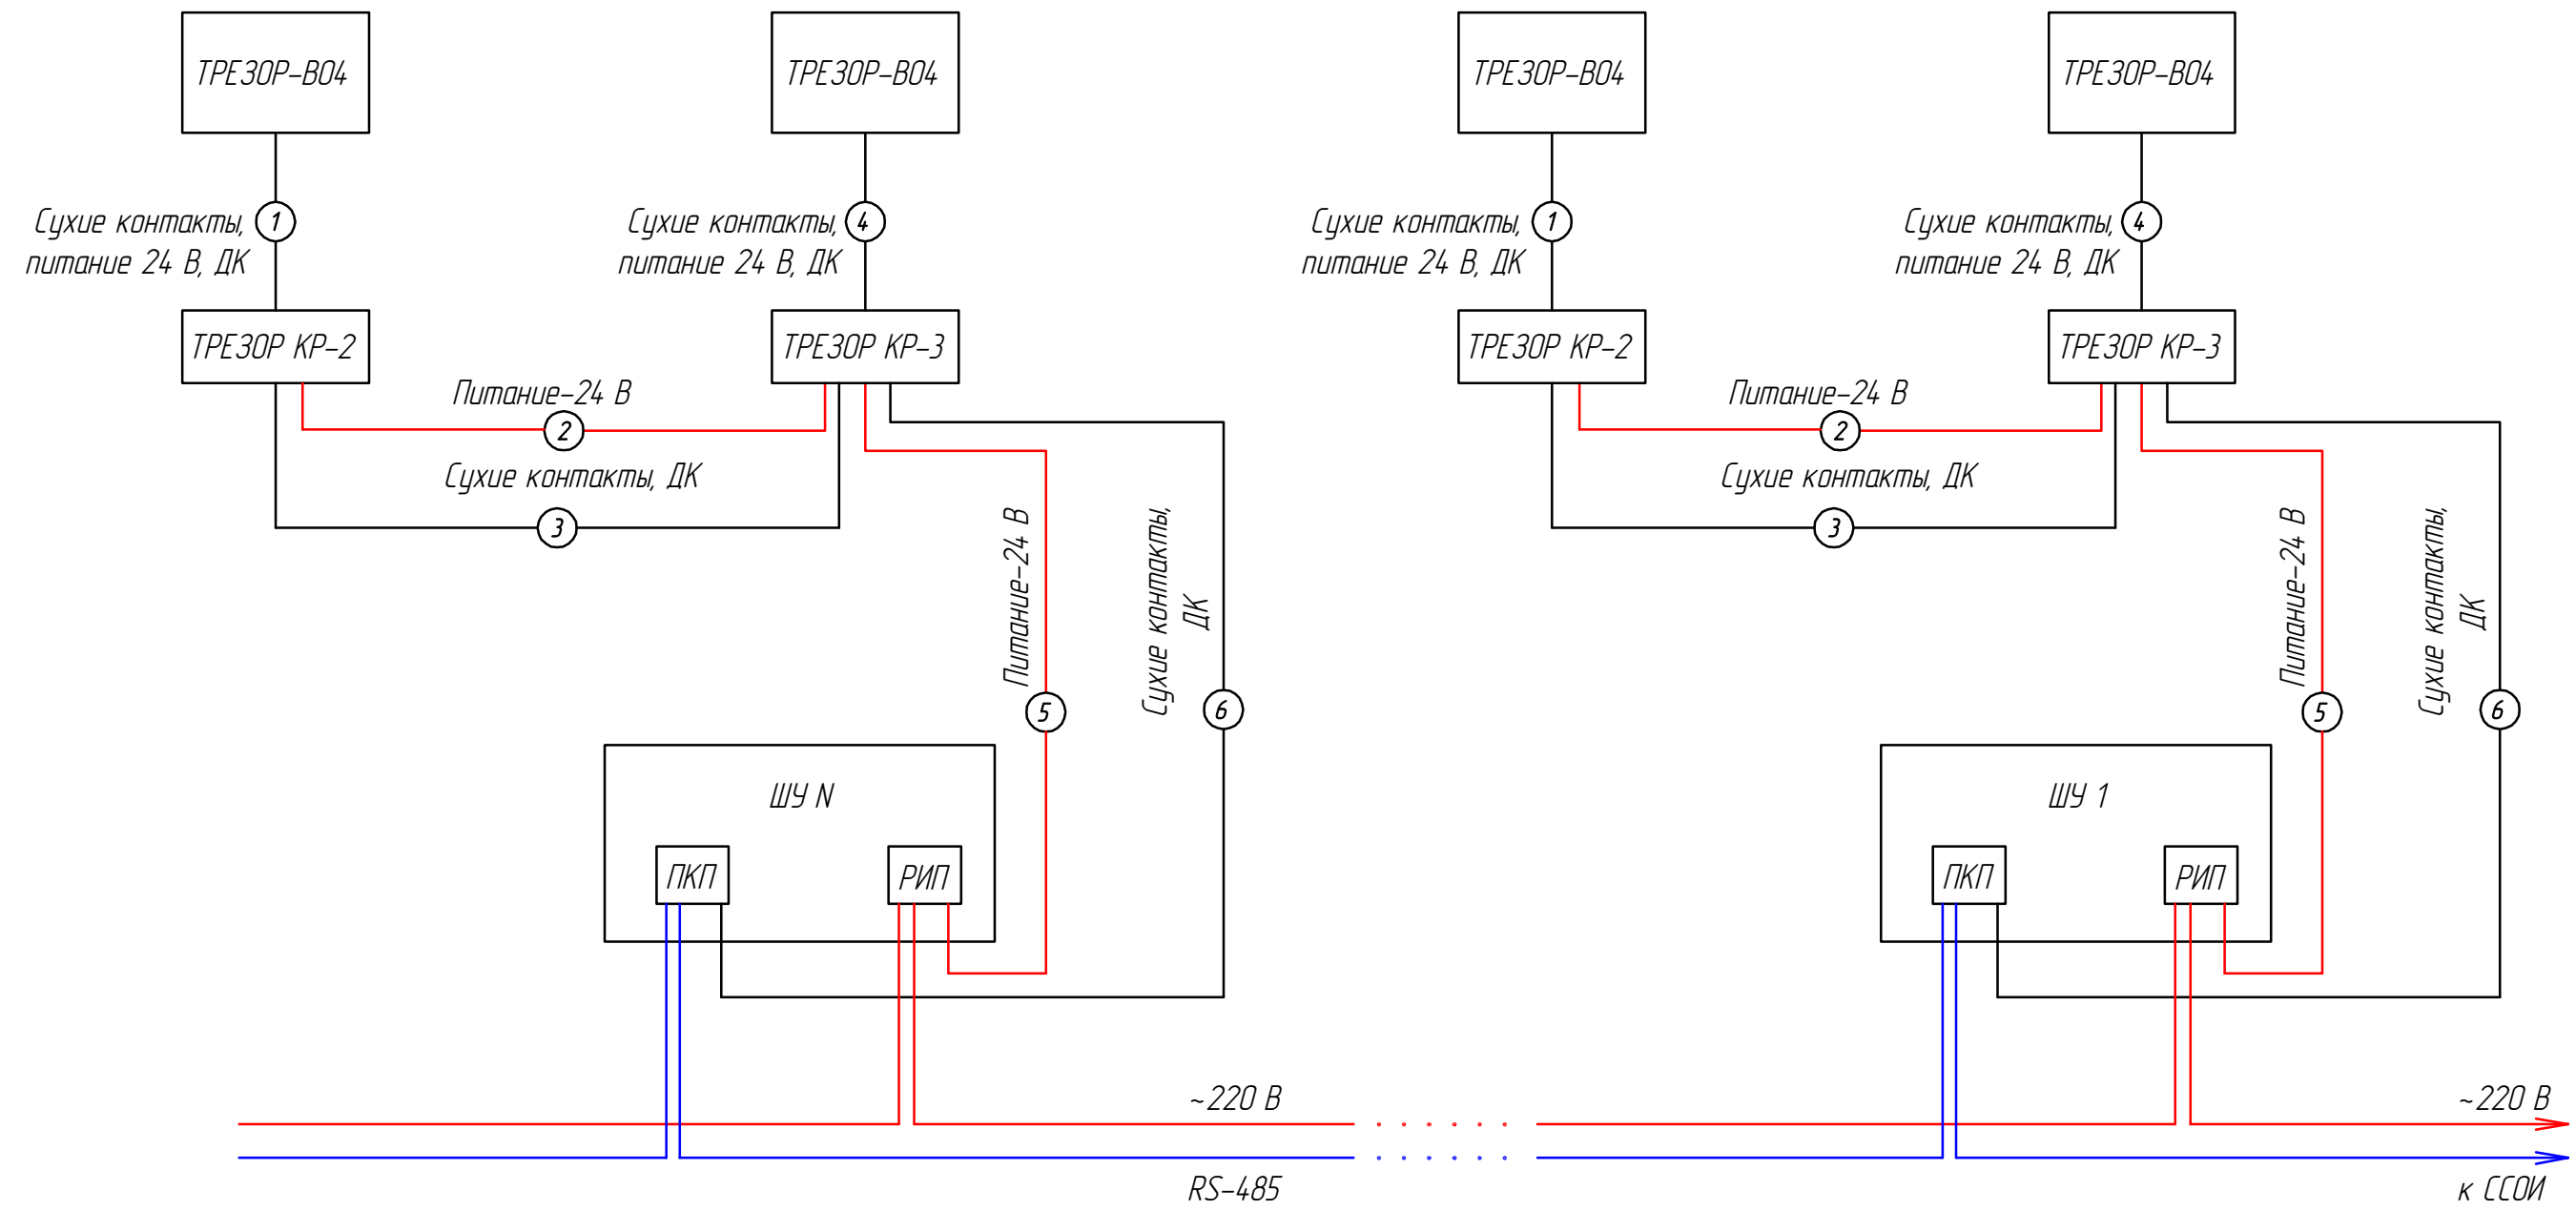 ТРЕЗОР-В04
ТРЕЗОР-В04
ТРЕЗОР-В04
ТРЕЗОР-В04
Сухие контакты,
питание 24 В, ДК
1
Сухие контакты,
питание 24 В, ДК
4
Сухие контакты,
питание 24 В, ДК
1
Сухие контакты,
питание 24 В, ДК
4
ТРЕЗОР КР-2
ТРЕЗОР КР-3
ТРЕЗОР КР-2
ТРЕЗОР КР-3
Питание-24 В
2
Питание-24 В
2
Сухие контакты, ДК
3
Сухие контакты, ДК
3
Питание-24 В
5
Сухие контакты,
ДК
6
Питание-24 В
5
Сухие контакты,
ДК
6
ШУ N
ПКП
РИП
ШУ 1
ПКП
РИП
~220 В
~220 В
RS-485
к ССОИ